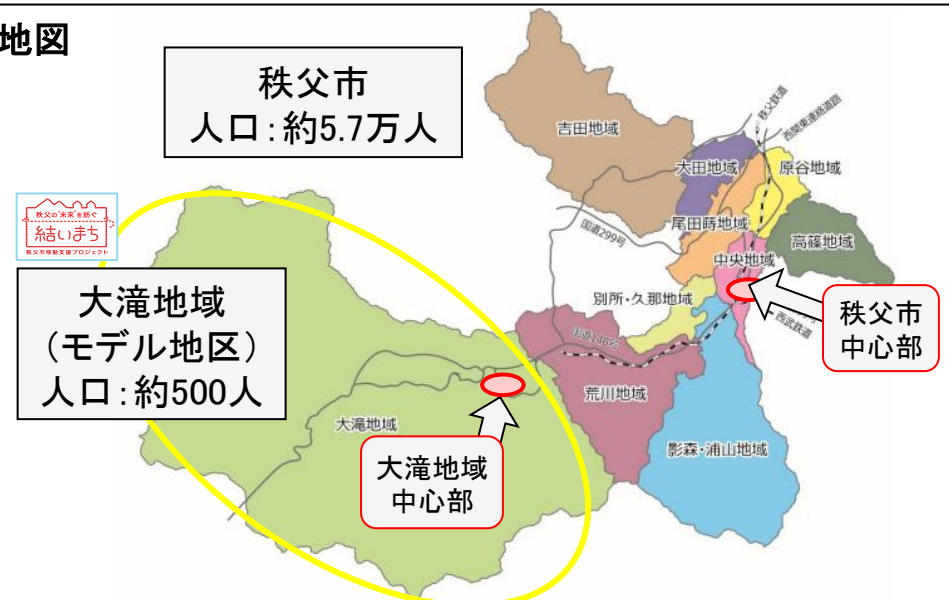 地図
秩父市
人口：約5.7万人
秩父の"未来"を紡ぐ
結いまち
秩父市移動支援プロジェクト
大滝地域
（モデル地区）
人口：約500人
吉田地域
秩父鉄道
西関東連絡道路
大田地域
原谷地域
尾田蒔地域
国道299号
高篠地域
中央地域
別所・久那地域
西武鉄道
秩父市
中心部
国道140号
荒川地域
大滝地域
影森・浦山地域
大滝地域
中心部